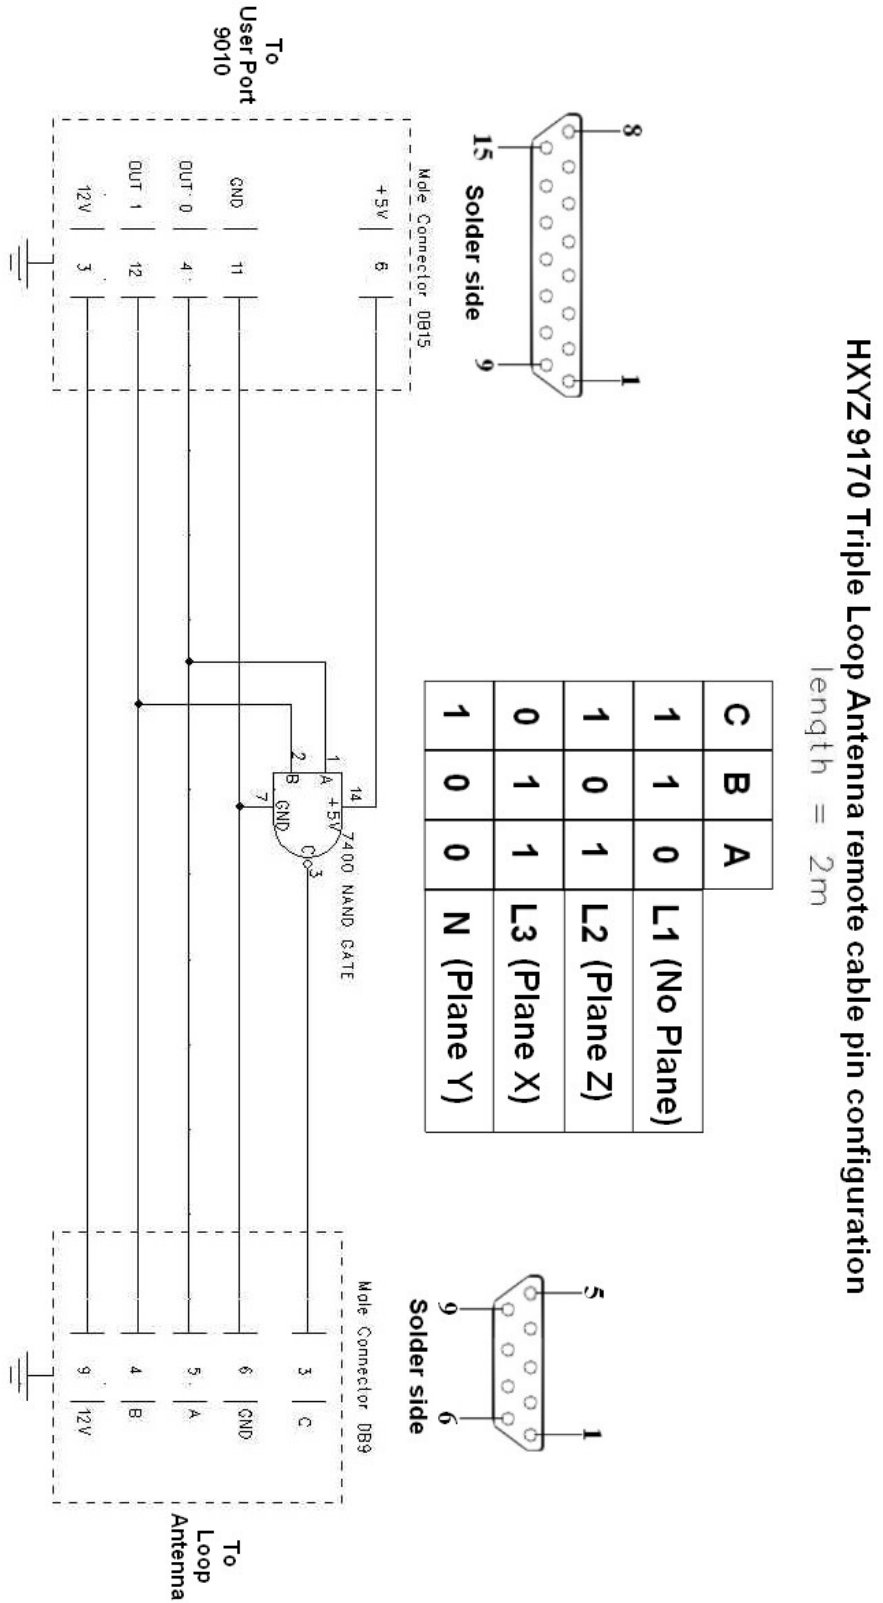 HXYZ 9170 Triple Loop Antenna remote cable pin configuration
length = 2m
8
1
15
9
Solder side
C B A
1 1 0 L1 (No Plane)
1 0 1 L2 (Plane Z)
0 1 1 L3 (Plane X)
1 0 0 N (Plane Y)
5
1
9
6
Solder side
Male Connector DB15
+5V 6
GND 11
OUT 0 4
OUT 1 12
12V 3
To
User Port
9010
7400 NAND GATE
14
+5V
1
A
2
B
7
GND
C
3
Male Connector DB9
3 C
6 GND
5 A
4 B
9 12V
To
Loop
Antenna